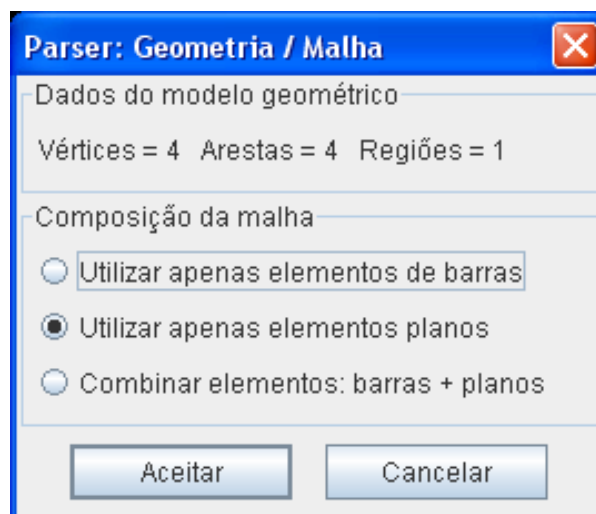 Parser: Geometria / Malha
Dados do modelo geométrico
Vértices = 4 Arestas = 4 Regiões = 1
Composição da malha
Utilizar apenas elementos de barras
Utilizar apenas elementos planos
Combinar elementos: barras + planos
Aceitar Cancelar